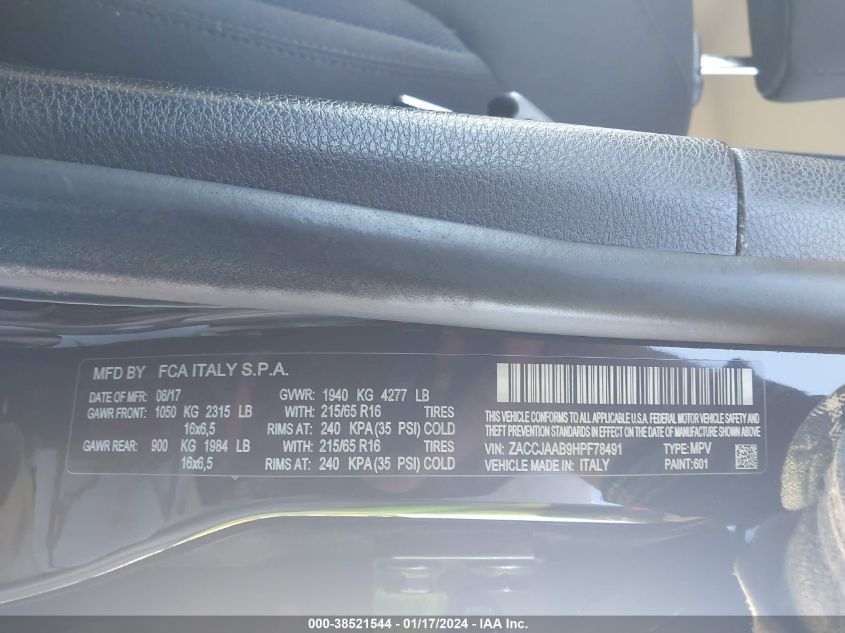 MFD BY FCA ITALY S.P.A.
DATE OF MFR: 06/17 GVWR: 1940 KG 4277 LB
GAWR FRONT: 1050 KG 2315 LB WITH: 215/65 R16 TIRES
16x6,5 RIMS AT: 240 KPA(35 PSI) COLD
GAWR REAR: 900 KG 1984 LB WITH: 215/65 R16 TIRES
16x6,5 RIMS AT: 240 KPA(35 PSI) COLD
THIS VEHICLE CONFORMS TO ALL APPLICABLE U.S.A. FEDERAL MOTOR VEHICLE SAFETY AND
THEFT PREVENTION STANDARDS IN EFFECT ON THE DATE OF MANUFACTURE SHOWN ABOVE.
VIN: ZACCJAAB9HPF78491 TYPE: MPV
VEHICLE MADE IN: ITALY PAINT: 601
000-38521544 — 01/17/2024 — IAA Inc.